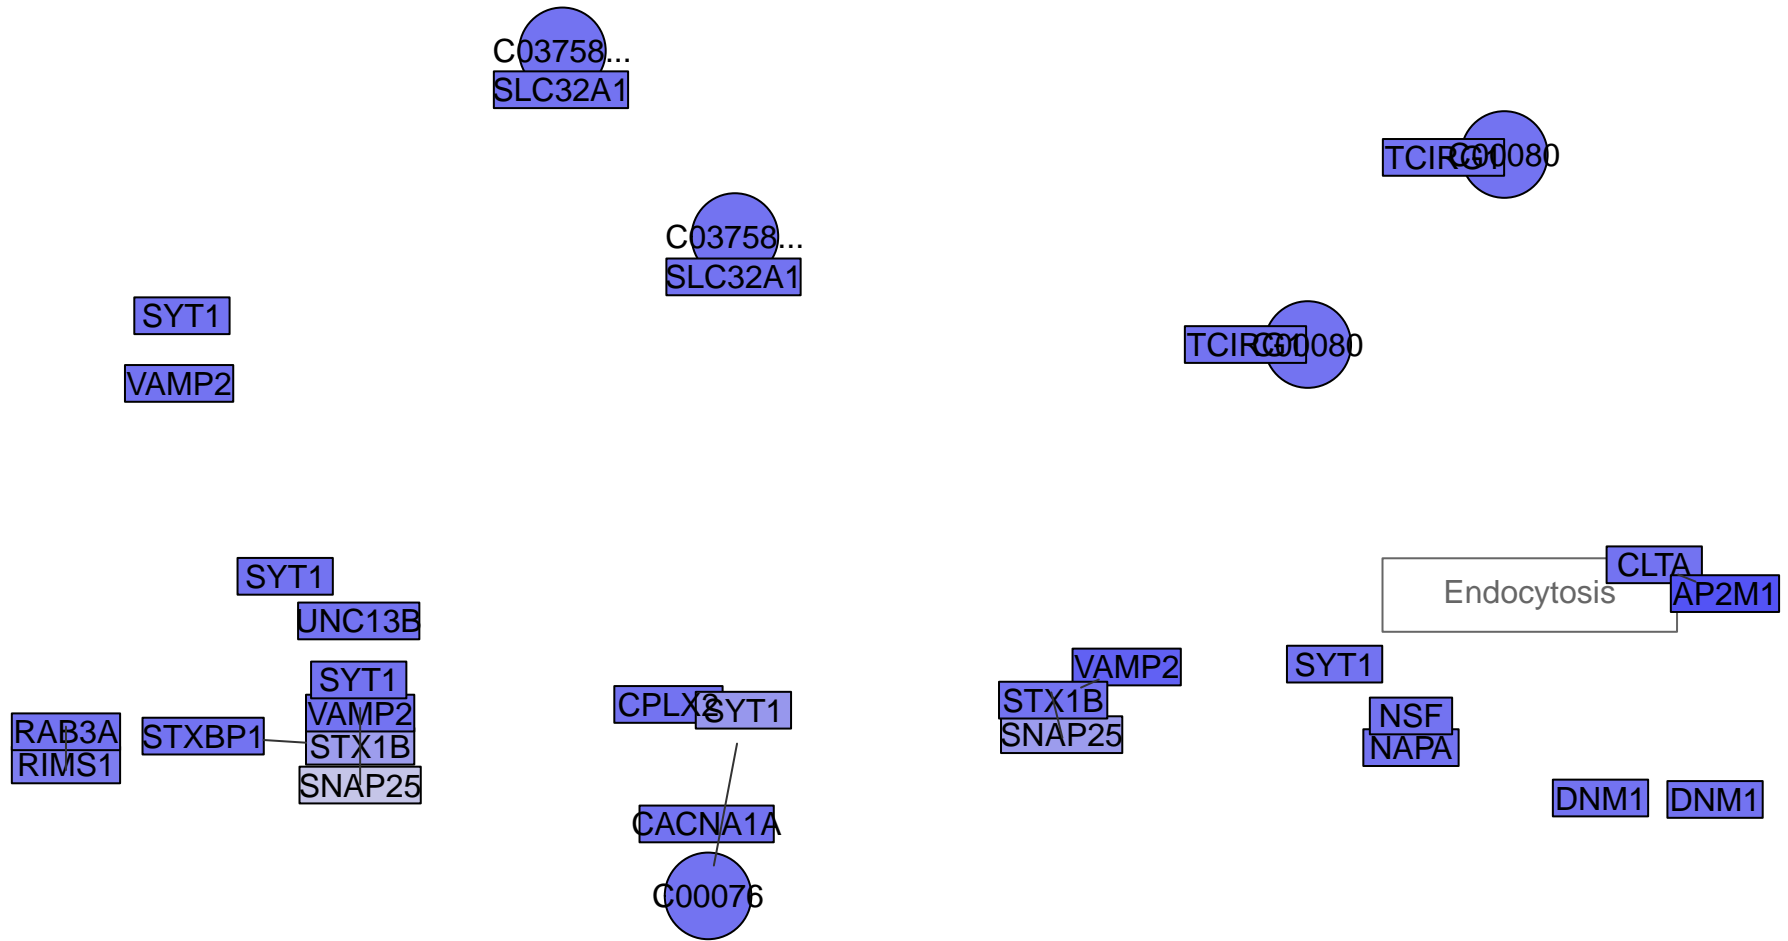 C03758...
SLC32A1
TCIRG1
C00080
C03758...
SLC32A1
SYT1
TCIRG1
C00080
VAMP2
SYT1
CLTA
Endocytosis
AP2M1
UNC13B
SYT1
VAMP2
SYT1
CPLX2
SYT1
STX1B
VAMP2
NSF
RAB3A
STXBP1
STX1B
SNAP25
NAPA
RIMS1
SNAP25
DNM1
DNM1
CACNA1A
C00076